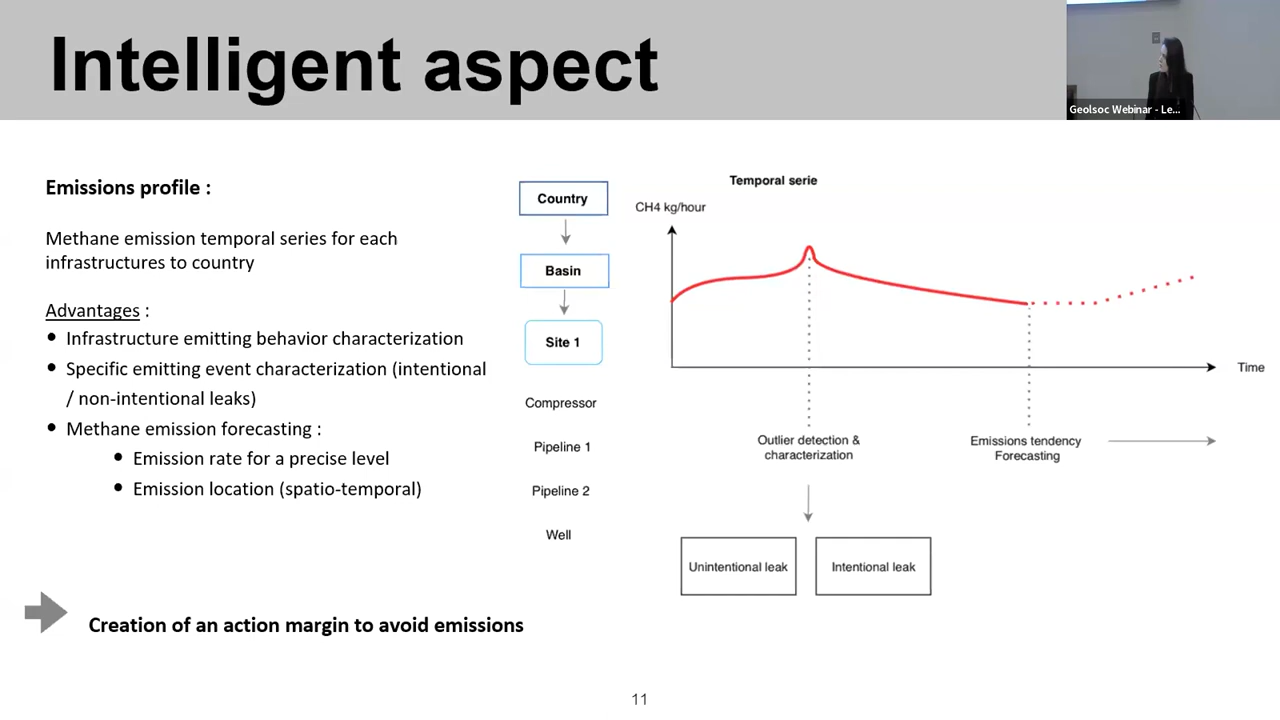 Intelligent aspect
Geolsoc Webinar - Le...
Emissions profile :
Methane emission temporal series for each
infrastructures to country
Advantages :
• Infrastructure emitting behavior characterization
• Specific emitting event characterization (intentional
/ non-intentional leaks)
• Methane emission forecasting :
• Emission rate for a precise level
• Emission location (spatio-temporal)
Creation of an action margin to avoid emissions
Country
Basin
Site 1
Compressor
Pipeline 1
Pipeline 2
Well
Temporal serie
CH4 kg/hour
Time
Outlier detection &
characterization
Emissions tendency
Forecasting
Unintentional leak
Intentional leak
11